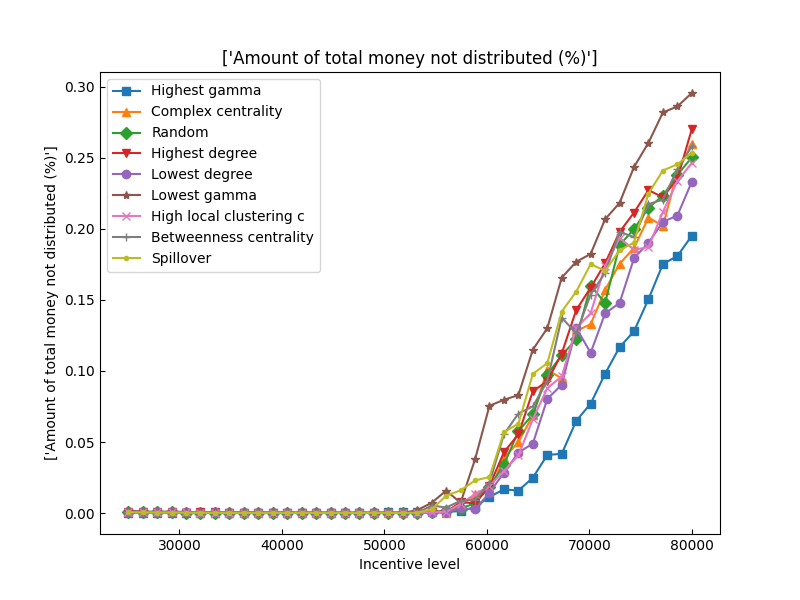 ['Amount of total money not distributed (%)']
['Amount of total money not distributed (%)']
0.30
0.25
0.20
0.15
0.10
0.05
0.00
Highest gamma
Complex centrality
Random
Highest degree
Lowest degree
Lowest gamma
High local clustering c
Betweenness centrality
Spillover
30000 40000 50000 60000 70000 80000
Incentive level